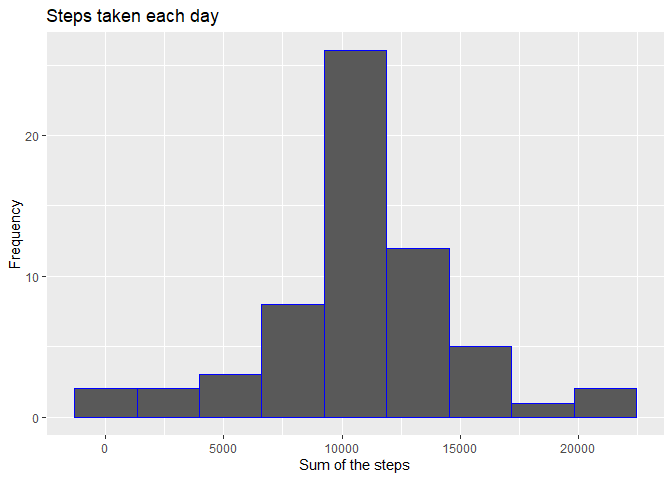 Steps taken each day
Frequency
20
10
0
0 5000 10000 15000 20000
Sum of the steps